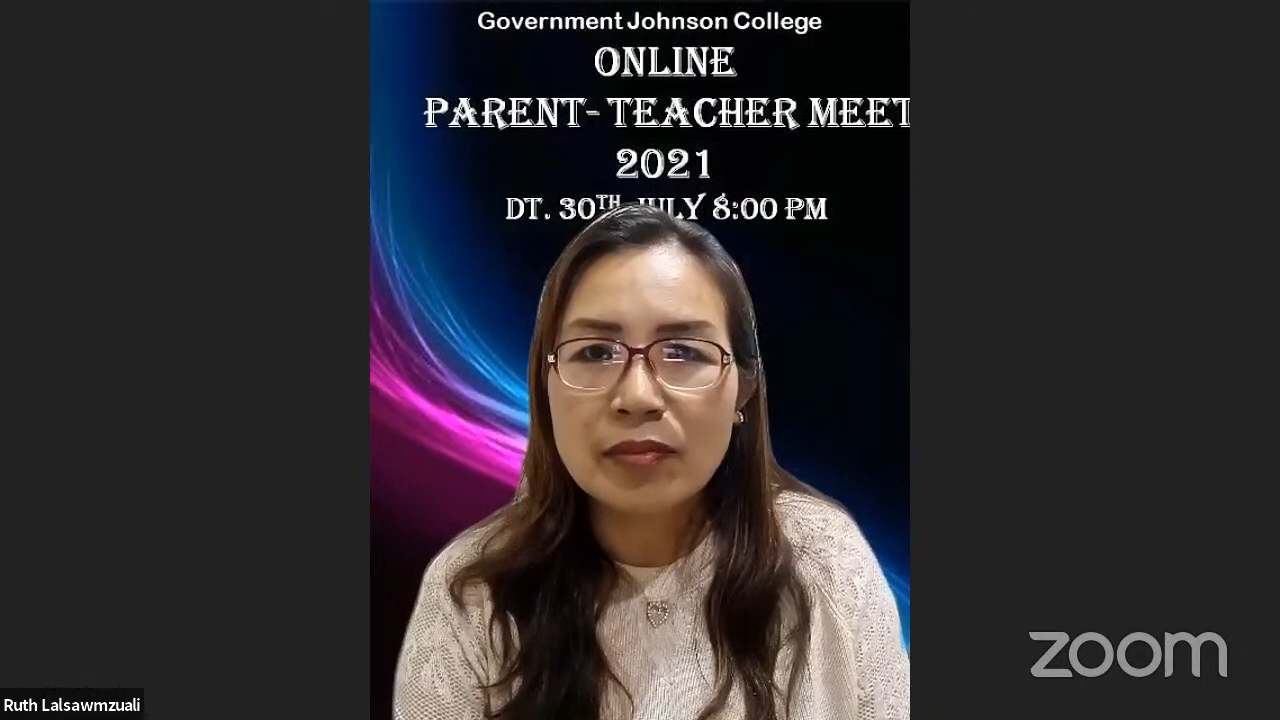 Government Johnson College
ONLINE
PARENT- TEACHER MEET
2021
DT. 30TH JULY 8:00 PM
zoom
Ruth Lalsawmzuali